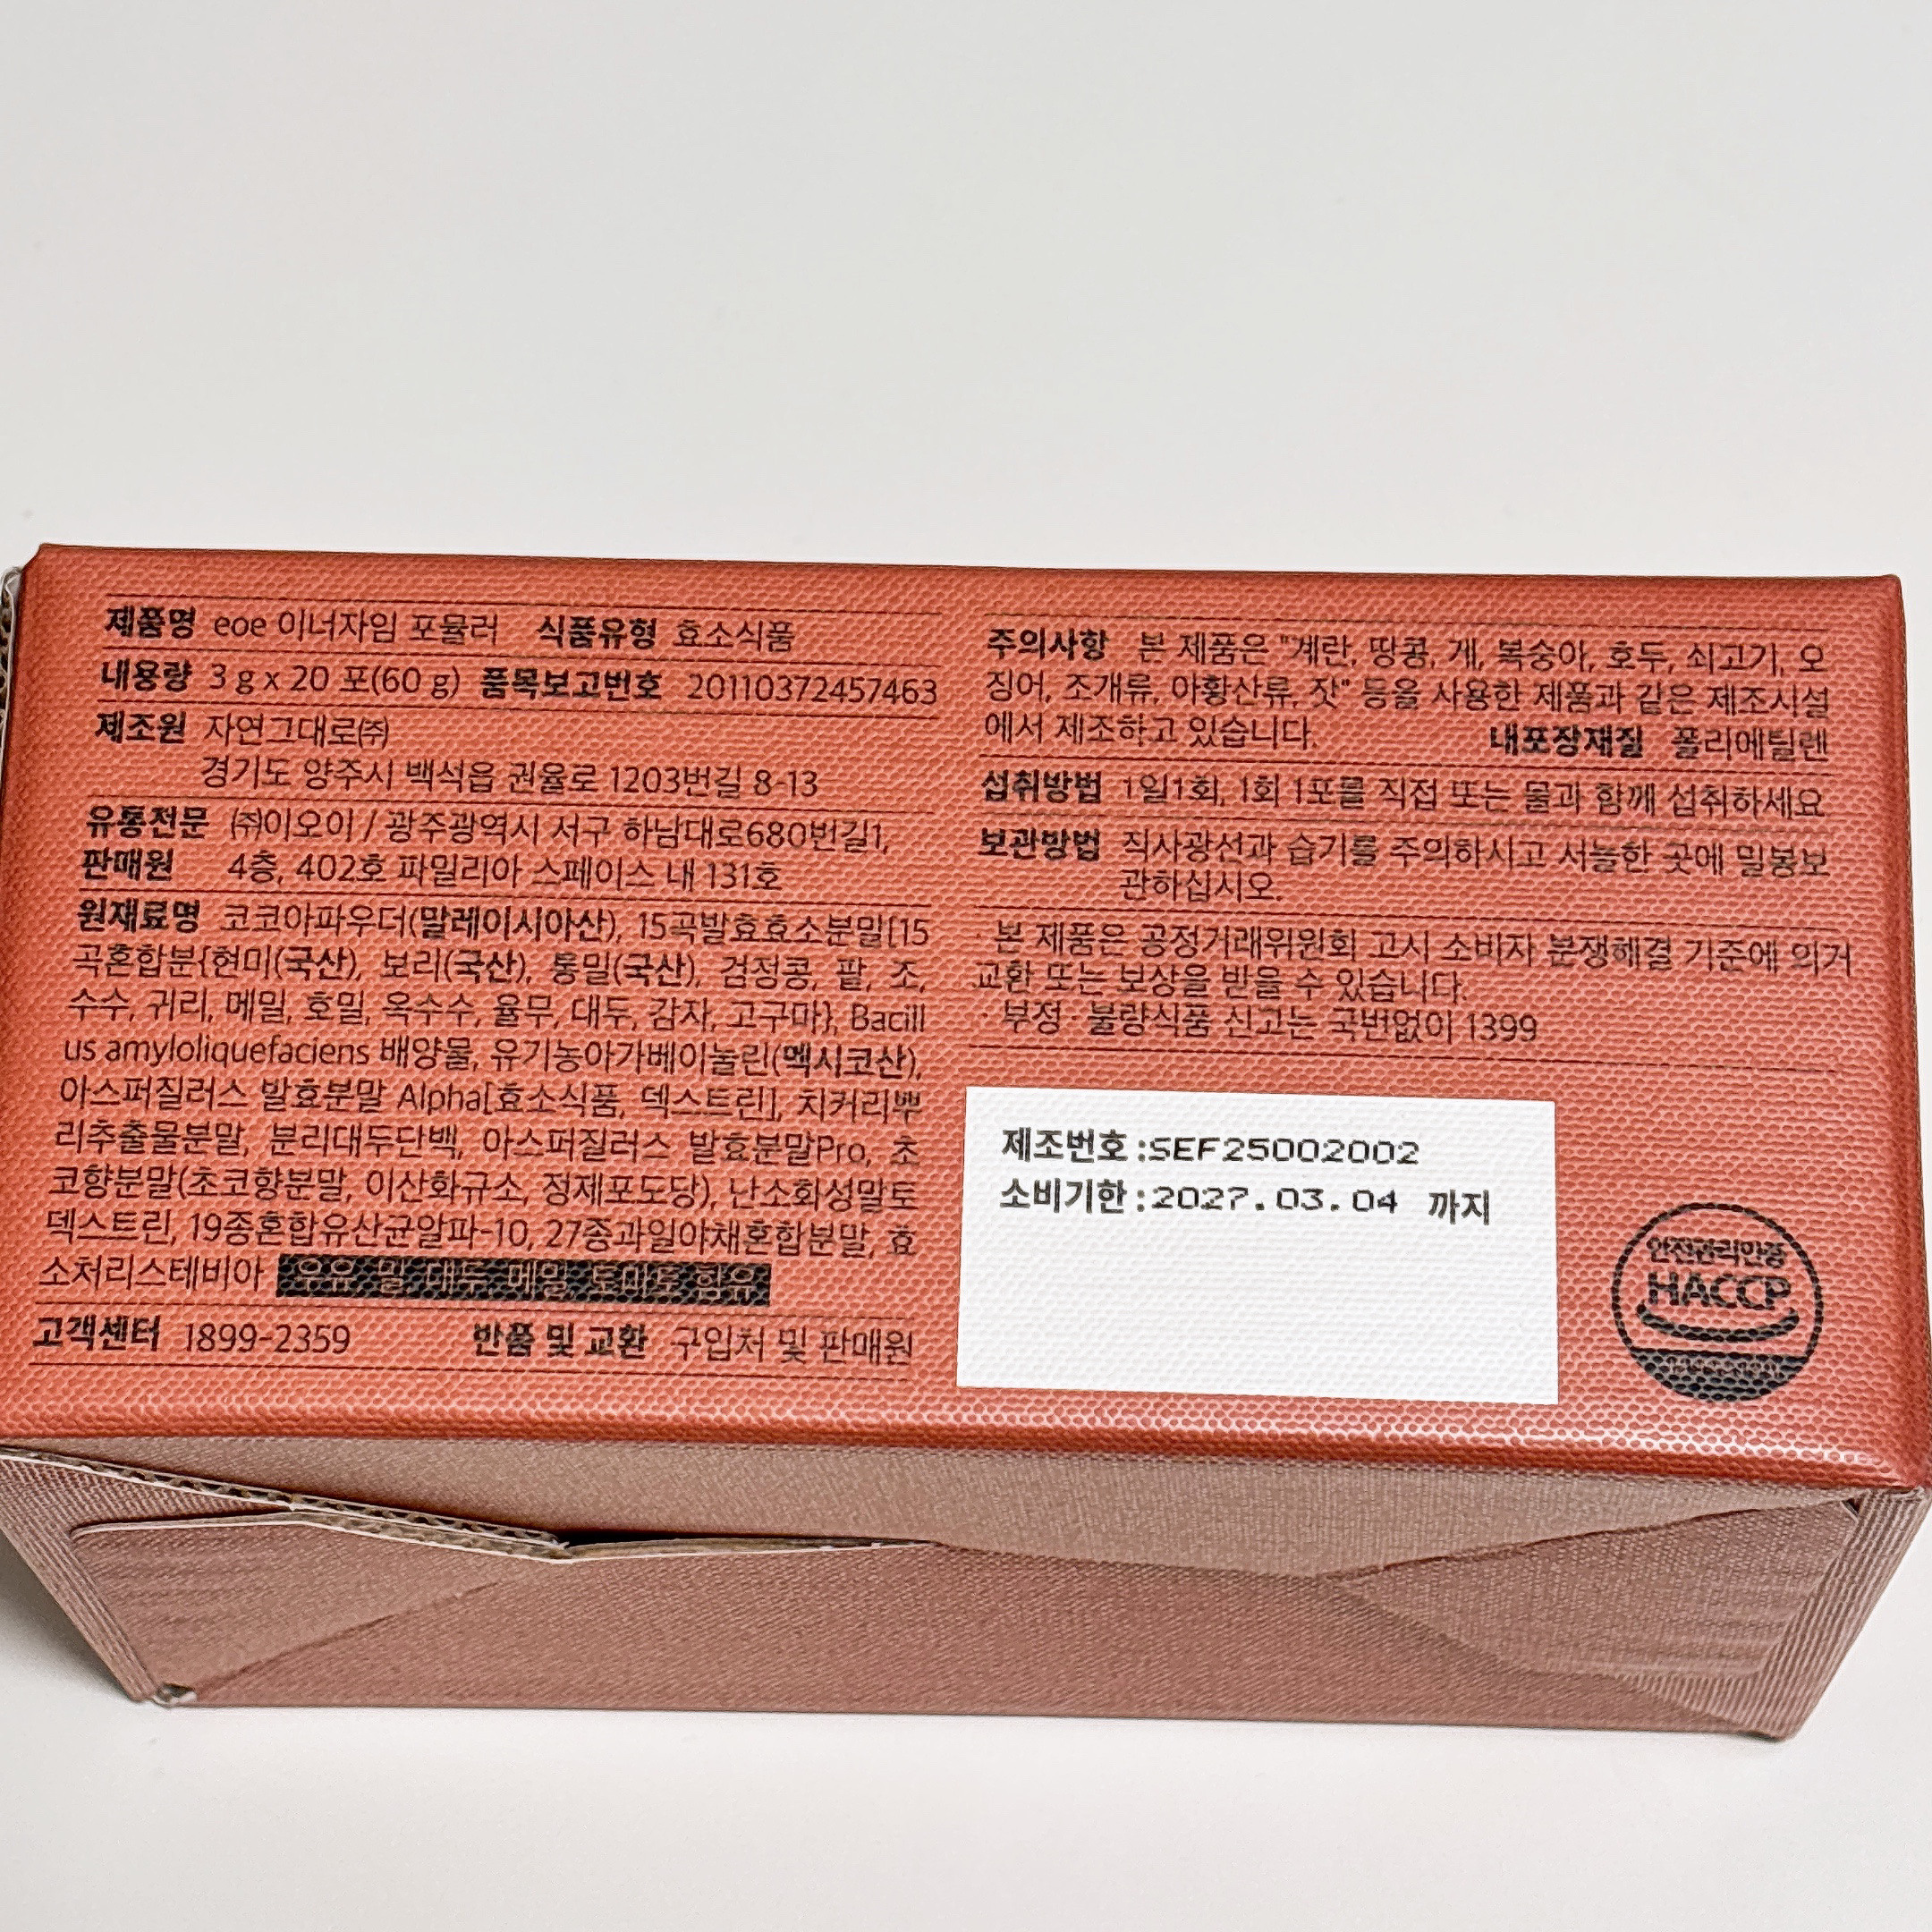 제품명 eoe 이너자임 포뮬러 식품유형 효소식품
내용량 3 g x 20 포(60 g) 품목보고번호 20110372457463
제조원 자연그대로㈜
경기도 양주시 백석읍 권율로 1203번길 8-13
유통전문 ㈜이오이 / 광주광역시 서구 하남대로680번길1,
판매원 4층, 402호 파밀리아 스페이스 내 131호
원재료명 코코아파우더(말레이시아산), 15곡발효효소분말[15
곡혼합분{현미(국산), 보리(국산), 통밀(국산), 검정콩, 팥, 조,
수수, 귀리, 메밀, 호밀, 옥수수, 율무, 대두, 감자, 고구마}, Bacill
us amyloliquefaciens 배양물, 유기농아가베이눌린(멕시코산),
아스퍼질러스 발효분말 Alpha[효소식품, 덱스트린], 치커리뿌
리추출물분말, 분리대두단백, 아스퍼질러스 발효분말Pro, 초
코향분말(초코향분말, 이산화규소, 정제포도당), 난소화성말토
덱스트린, 19종혼합유산균알파-10, 27종과일야채혼합분말, 효
소처리스테비아 우유, 밀, 대두, 메밀, 토마토 함유
고객센터 1899-2359 반품 및 교환 구입처 및 판매원
주의사항 본 제품은 "계란, 땅콩, 게, 복숭아, 호두, 쇠고기, 오
징어, 조개류, 아황산류, 잣" 등을 사용한 제품과 같은 제조시설
에서 제조하고 있습니다. 내포장재질 폴리에틸렌
섭취방법 1일1회, 1회 1포를 직접 또는 물과 함께 섭취하세요
보관방법 직사광선과 습기를 주의하시고 서늘한 곳에 밀봉보
관하십시오.
· 본 제품은 공정거래위원회 고시 소비자 분쟁해결 기준에 의거
교환 또는 보상을 받을 수 있습니다.
· 부정 · 불량식품 신고는 국번없이 1399
제조번호 :SEF25002002
소비기한 :2027.03.04 까지
안전관리인증
HACCP